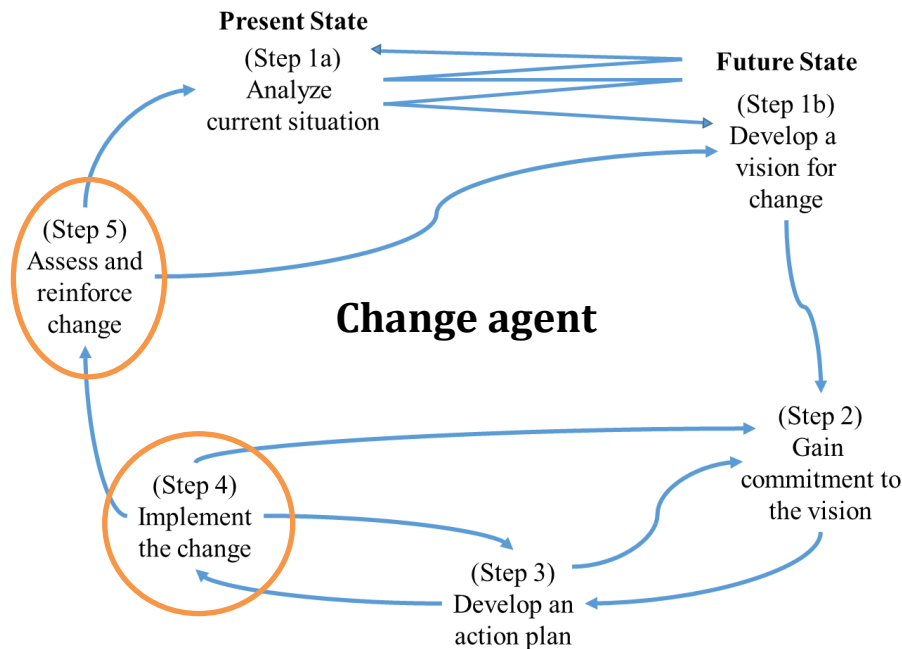 Present State
(Step 1a)
Analyze
current situation
Future State
(Step 1b)
Develop a
vision for
change
(Step 5)
Assess and
reinforce
change
Change agent
(Step 2)
Gain
commitment to
the vision
(Step 4)
Implement
the change
(Step 3)
Develop an
action plan